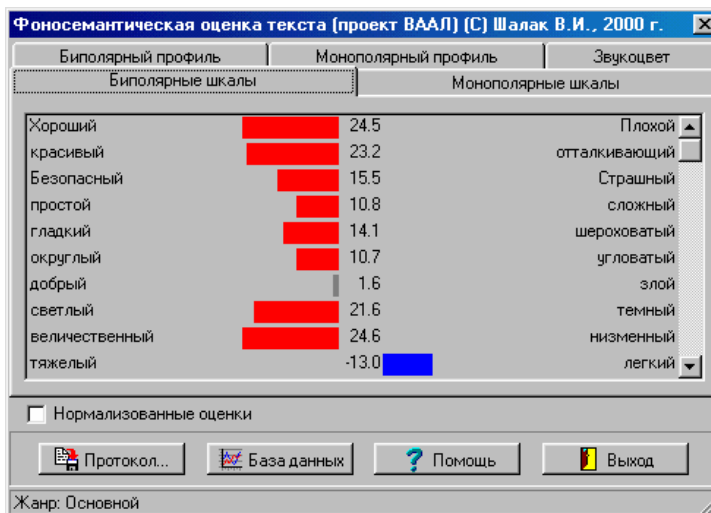 Фоносемантическая оценка текста (проект ВААЛ) (С) Шалак В.И., 2000 г.
Биполярный профиль Монополярный профиль Звукоцвет
Биполярные шкалы Монополярные шкалы
Хороший 24.5 Плохой
красивый 23.2 отталкивающий
Безопасный 15.5 Страшный
простой 10.8 сложный
гладкий 14.1 шероховатый
округлый 10.7 угловатый
добрый 1.6 злой
светлый 21.6 темный
величественный 24.6 низменный
тяжелый -13.0 легкий
Нормализованные оценки
Протокол... База данных Помощь Выход
Жанр: Основной